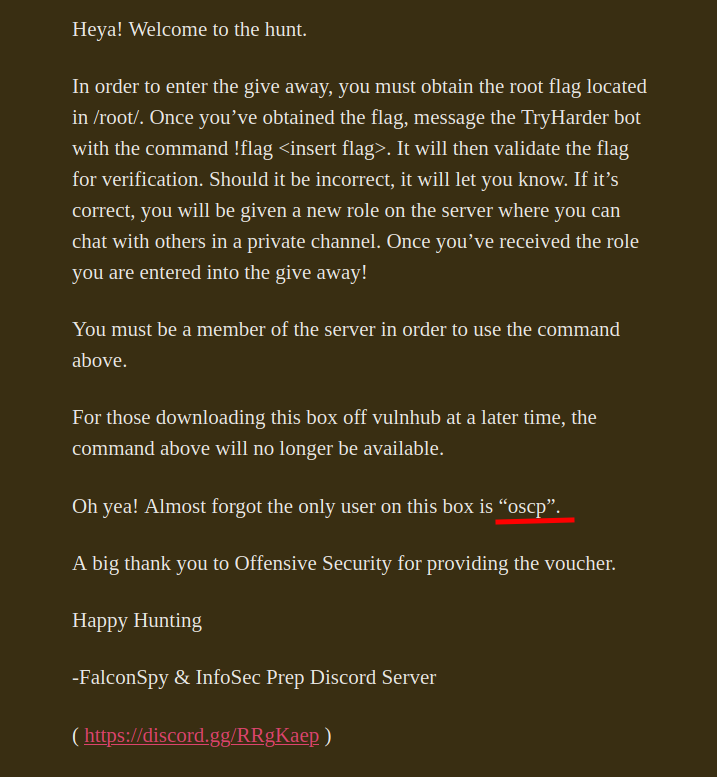 Heya! Welcome to the hunt.
In order to enter the give away, you must obtain the root flag located
in /root/. Once you’ve obtained the flag, message the TryHarder bot
with the command !flag <insert flag>. It will then validate the flag
for verification. Should it be incorrect, it will let you know. If it’s
correct, you will be given a new role on the server where you can
chat with others in a private channel. Once you’ve received the role
you are entered into the give away!
You must be a member of the server in order to use the command
above.
For those downloading this box off vulnhub at a later time, the
command above will no longer be available.
Oh yea! Almost forgot the only user on this box is “oscp”.
A big thank you to Offensive Security for providing the voucher.
Happy Hunting
-FalconSpy & InfoSec Prep Discord Server
( https://discord.gg/RRgKaep )